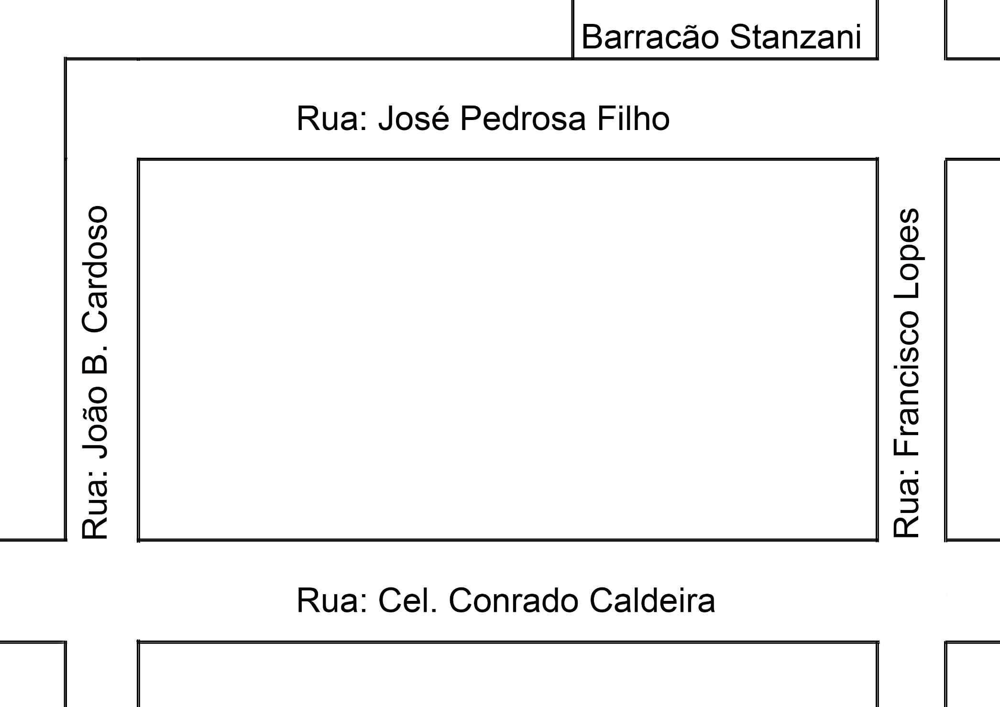 Barracão Stanzani
Rua: José Pedrosa Filho
Rua: João B. Cardoso
Rua: Francisco Lopes
Rua: Cel. Conrado Caldeira